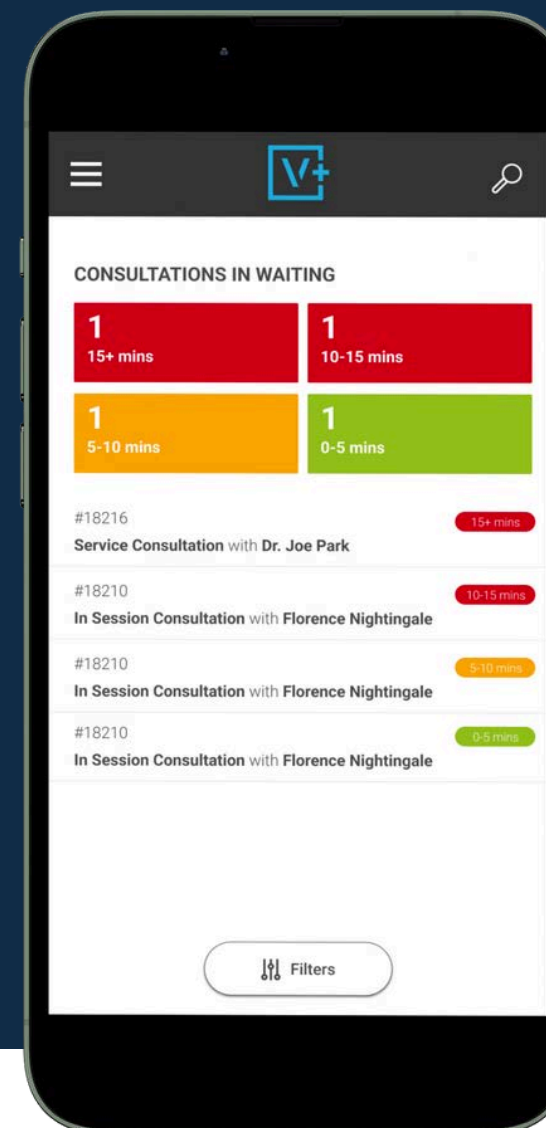 V+
CONSULTATIONS IN WAITING
1
15+ mins
1
10-15 mins
1
5-10 mins
1
0-5 mins
#18216
15+ mins
Service Consultation with Dr. Joe Park
#18210
10-15 mins
In Session Consultation with Florence Nightingale
#18210
5-10 mins
In Session Consultation with Florence Nightingale
#18210
0-5 mins
In Session Consultation with Florence Nightingale
Filters